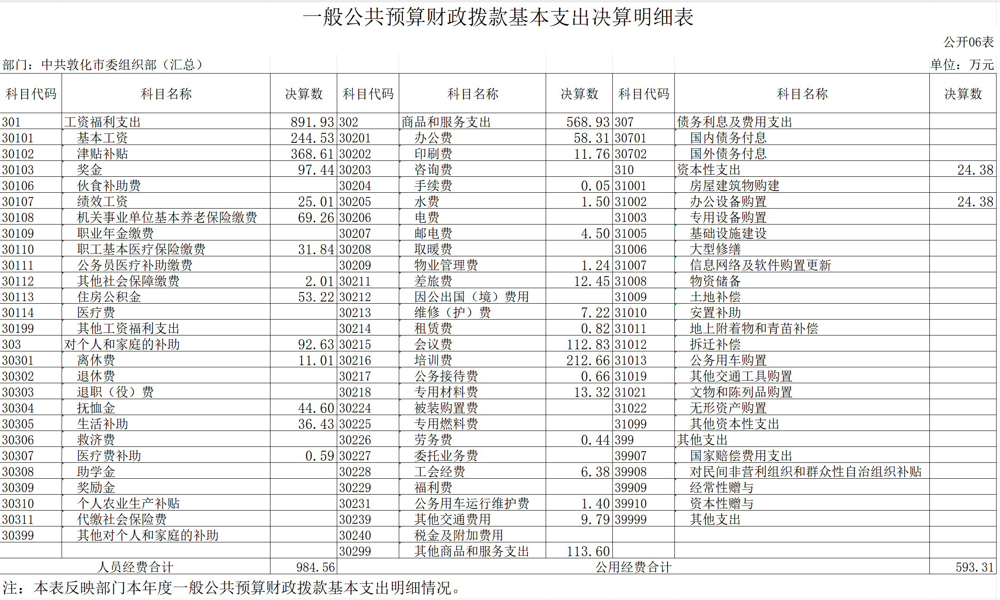 一般公共预算财政拨款基本支出决算明细表
公开06表
部门：中共敦化市委组织部（汇总） 单位：万元
科目代码 科目名称 决算数 科目代码 科目名称 决算数 科目代码 科目名称 决算数
301 工资福利支出 891.93 302 商品和服务支出 568.93 307 债务利息及费用支出
30101 基本工资 244.53 30201 办公费 58.31 30701 国内债务付息
30102 津贴补贴 368.61 30202 印刷费 11.76 30702 国外债务付息
30103 奖金 97.44 30203 咨询费 310 资本性支出 24.38
30106 伙食补助费 30204 手续费 0.05 31001 房屋建筑物购建
30107 绩效工资 25.01 30205 水费 1.50 31002 办公设备购置 24.38
30108 机关事业单位基本养老保险缴费 69.26 30206 电费 31003 专用设备购置
30109 职业年金缴费 30207 邮电费 4.50 31005 基础设施建设
30110 职工基本医疗保险缴费 31.84 30208 取暖费 31006 大型修缮
30111 公务员医疗补助缴费 30209 物业管理费 1.24 31007 信息网络及软件购置更新
30112 其他社会保障缴费 2.01 30211 差旅费 12.45 31008 物资储备
30113 住房公积金 53.22 30212 因公出国（境）费用 31009 土地补偿
30114 医疗费 30213 维修（护）费 7.22 31010 安置补助
30199 其他工资福利支出 30214 租赁费 0.82 31011 地上附着物和青苗补偿
303 对个人和家庭的补助 92.63 30215 会议费 112.83 31012 拆迁补偿
30301 离休费 11.01 30216 培训费 212.66 31013 公务用车购置
30302 退休费 30217 公务接待费 0.66 31019 其他交通工具购置
30303 退职（役）费 30218 专用材料费 13.32 31021 文物和陈列品购置
30304 抚恤金 44.60 30224 被装购置费 31022 无形资产购置
30305 生活补助 36.43 30225 专用燃料费 31099 其他资本性支出
30306 救济费 30226 劳务费 0.44 399 其他支出
30307 医疗费补助 0.59 30227 委托业务费 39907 国家赔偿费用支出
30308 助学金 30228 工会经费 6.38 39908 对民间非营利组织和群众性自治组织补贴
30309 奖励金 30229 福利费 39909 经常性赠与
30310 个人农业生产补贴 30231 公务用车运行维护费 1.40 39910 资本性赠与
30311 代缴社会保险费 30239 其他交通费用 9.79 39999 其他支出
30399 其他对个人和家庭的补助 30240 税金及附加费用
30299 其他商品和服务支出 113.60
人员经费合计 984.56 公用经费合计 593.31
注：本表反映部门本年度一般公共预算财政拨款基本支出明细情况。